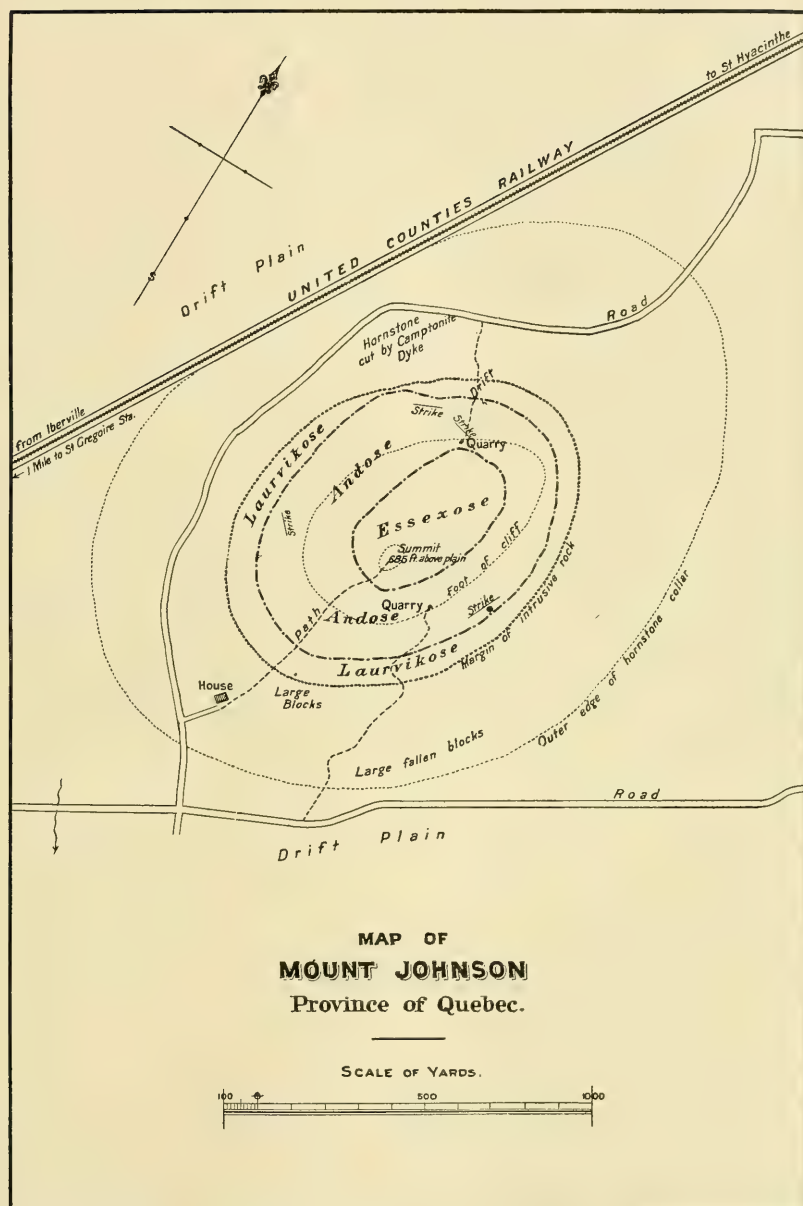 to St Hyacinthe
UNITED COUNTIES RAILWAY
S
Drift Plain
Road
Hornstone
cut by Camptonite
Dyke
from Iberville
1 Mile to St Gregoire Sta.
Drift
Strike
Strike
Quarry
Laurvikose
Andose
Essexose
Strike
Summit
685 Ft. above plain
Foot of cliff
Quarry
Andose
Strike
Path
Laurvikose
Margin of intrusive rock
House
Large
Blocks
Outer edge of hornstone collar
Large fallen blocks
Road
Drift Plain
MAP OF
MOUNT JOHNSON
Province of Quebec.
SCALE OF YARDS.
100 0 500 1000